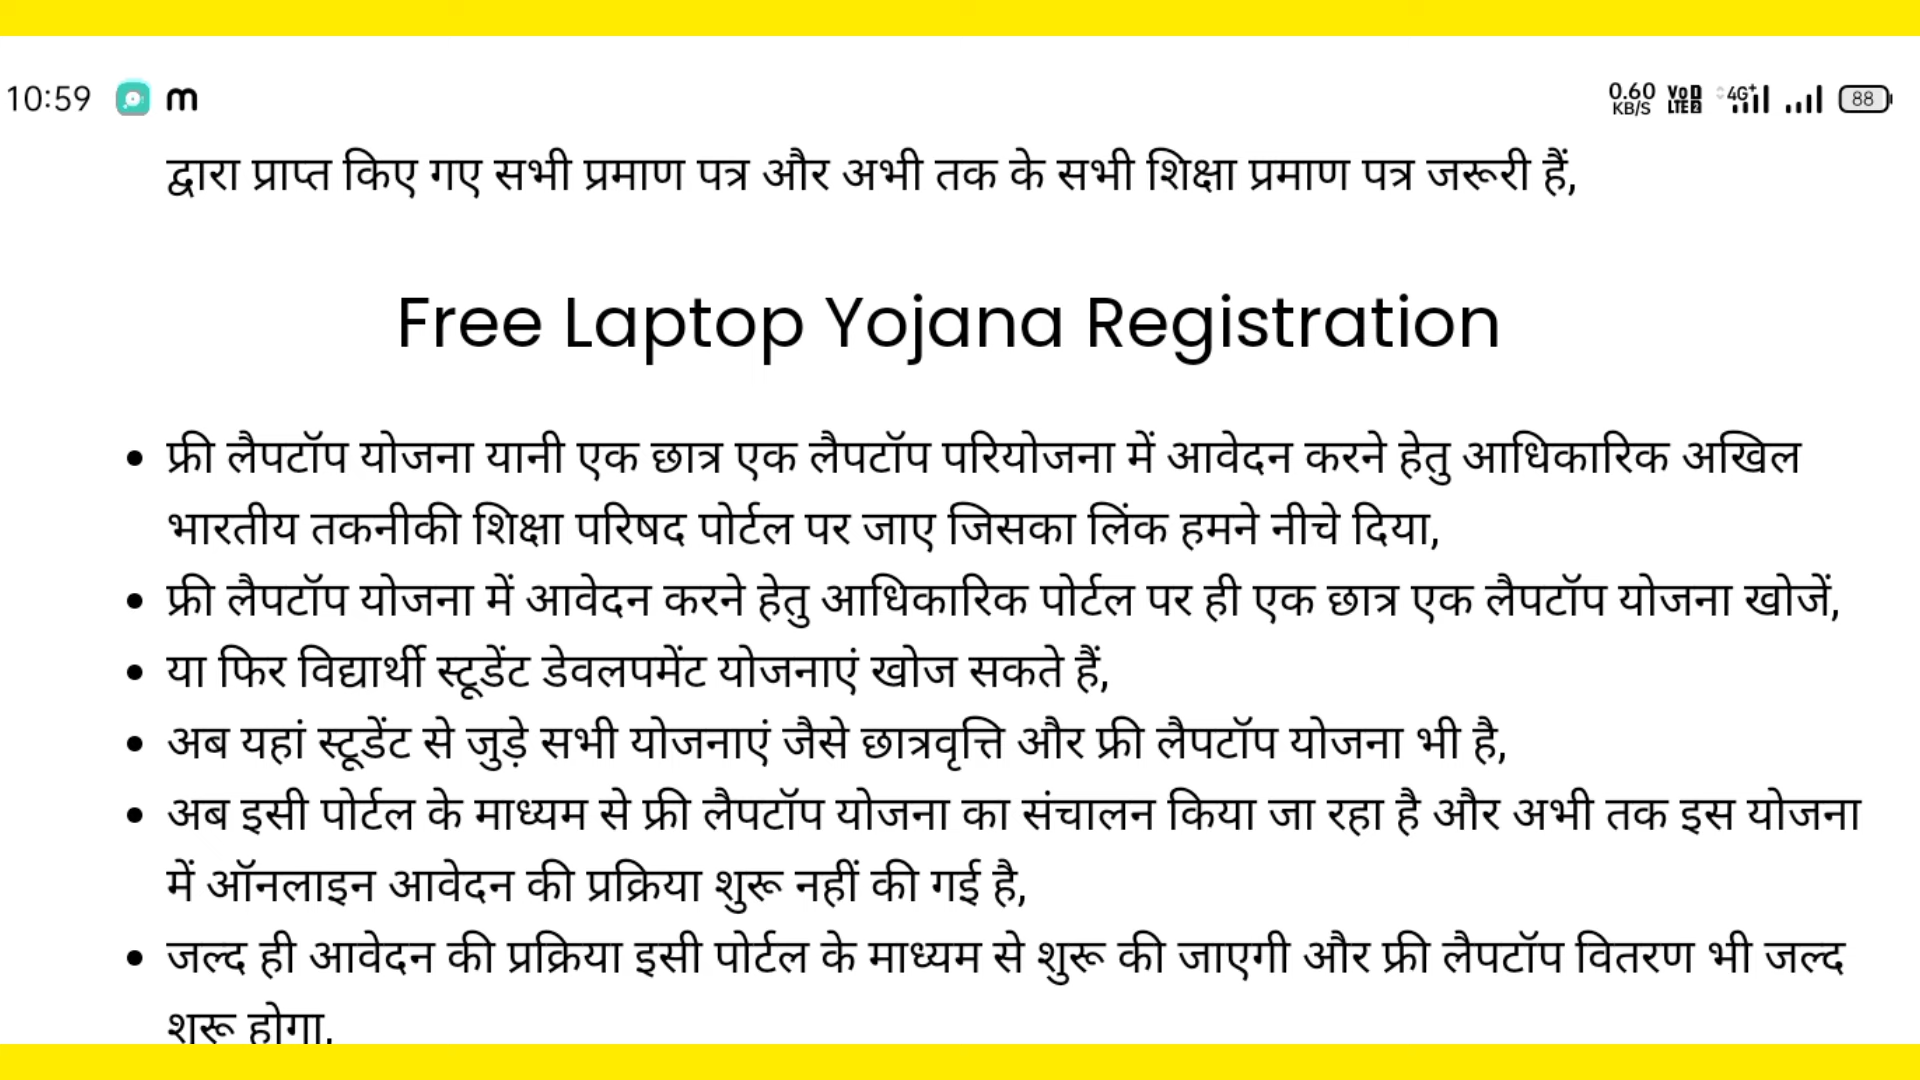 10:59 m 0.60 KB/S VoD LTE2 4G+ 88
द्वारा प्राप्त किए गए सभी प्रमाण पत्र और अभी तक के सभी शिक्षा प्रमाण पत्र जरूरी हैं,
Free Laptop Yojana Registration
• फ्री लैपटॉप योजना यानी एक छात्र एक लैपटॉप परियोजना में आवेदन करने हेतु आधिकारिक अखिल
भारतीय तकनीकी शिक्षा परिषद पोर्टल पर जाए जिसका लिंक हमने नीचे दिया,
• फ्री लैपटॉप योजना में आवेदन करने हेतु आधिकारिक पोर्टल पर ही एक छात्र एक लैपटॉप योजना खोजें,
• या फिर विद्यार्थी स्टूडेंट डेवलपमेंट योजनाएं खोज सकते हैं,
• अब यहां स्टूडेंट से जुड़े सभी योजनाएं जैसे छात्रवृत्ति और फ्री लैपटॉप योजना भी है,
• अब इसी पोर्टल के माध्यम से फ्री लैपटॉप योजना का संचालन किया जा रहा है और अभी तक इस योजना
में ऑनलाइन आवेदन की प्रक्रिया शुरू नहीं की गई है,
• जल्द ही आवेदन की प्रक्रिया इसी पोर्टल के माध्यम से शुरू की जाएगी और फ्री लैपटॉप वितरण भी जल्द
शुरू होगा,